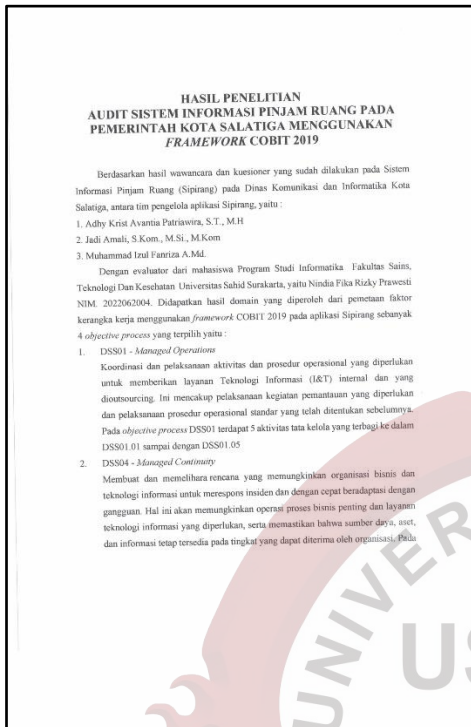 HASIL PENELITIAN
AUDIT SISTEM INFORMASI PINJAM RUANG PADA
PEMERINTAH KOTA SALATIGA MENGGUNAKAN
FRAMEWORK COBIT 2019
Berdasarkan hasil wawancara dan kuesioner yang sudah dilakukan pada Sistem
Informasi Pinjam Ruang (Sipirang) pada Dinas Komunikasi dan Informatika Kota
Salatiga, antara tim pengelola aplikasi Sipirang, yaitu :
1. Adhy Krist Avantia Patriawira, S.T., M.H
2. Jadi Amali, S.Kom., M.Si., M.Kom
3. Muhammad Izul Fanriza A.Md.
Dengan evaluator dari mahasiswa Program Studi Informatika Fakultas Sains,
Teknologi Dan Kesehatan Universitas Sahid Surakarta, yaitu Nindia Fika Rizky Prawesti
NIM. 2022062004. Didapatkan hasil domain yang diperoleh dari pemetaan faktor
kerangka kerja menggunakan framework COBIT 2019 pada aplikasi Sipirang sebanyak
4 objective process yang terpilih yaitu :
1. DSS01 - Managed Operations
Koordinasi dan pelaksanaan aktivitas dan prosedur operasional yang diperlukan
untuk memberikan layanan Teknologi Informasi (I&T) internal dan yang
dioutsourcing. Ini mencakup pelaksanaan kegiatan pemantauan yang diperlukan
dan pelaksanaan prosedur operasional standar yang telah ditentukan sebelumnya.
Pada objective process DSS01 terdapat 5 aktivitas tata kelola yang terbagi ke dalam
DSS01.01 sampai dengan DSS01.05
2. DSS04 - Managed Continuity
Membuat dan memelihara rencana yang memungkinkan organisasi bisnis dan
teknologi informasi untuk merespons insiden dan dengan cepat beradaptasi dengan
gangguan. Hal ini akan memungkinkan operasi proses bisnis penting dan layanan
teknologi informasi yang diperlukan, serta memastikan bahwa sumber daya, aset,
dan informasi tetap tersedia pada tingkat yang dapat diterima oleh organisasi. Pada
UNIVER
US